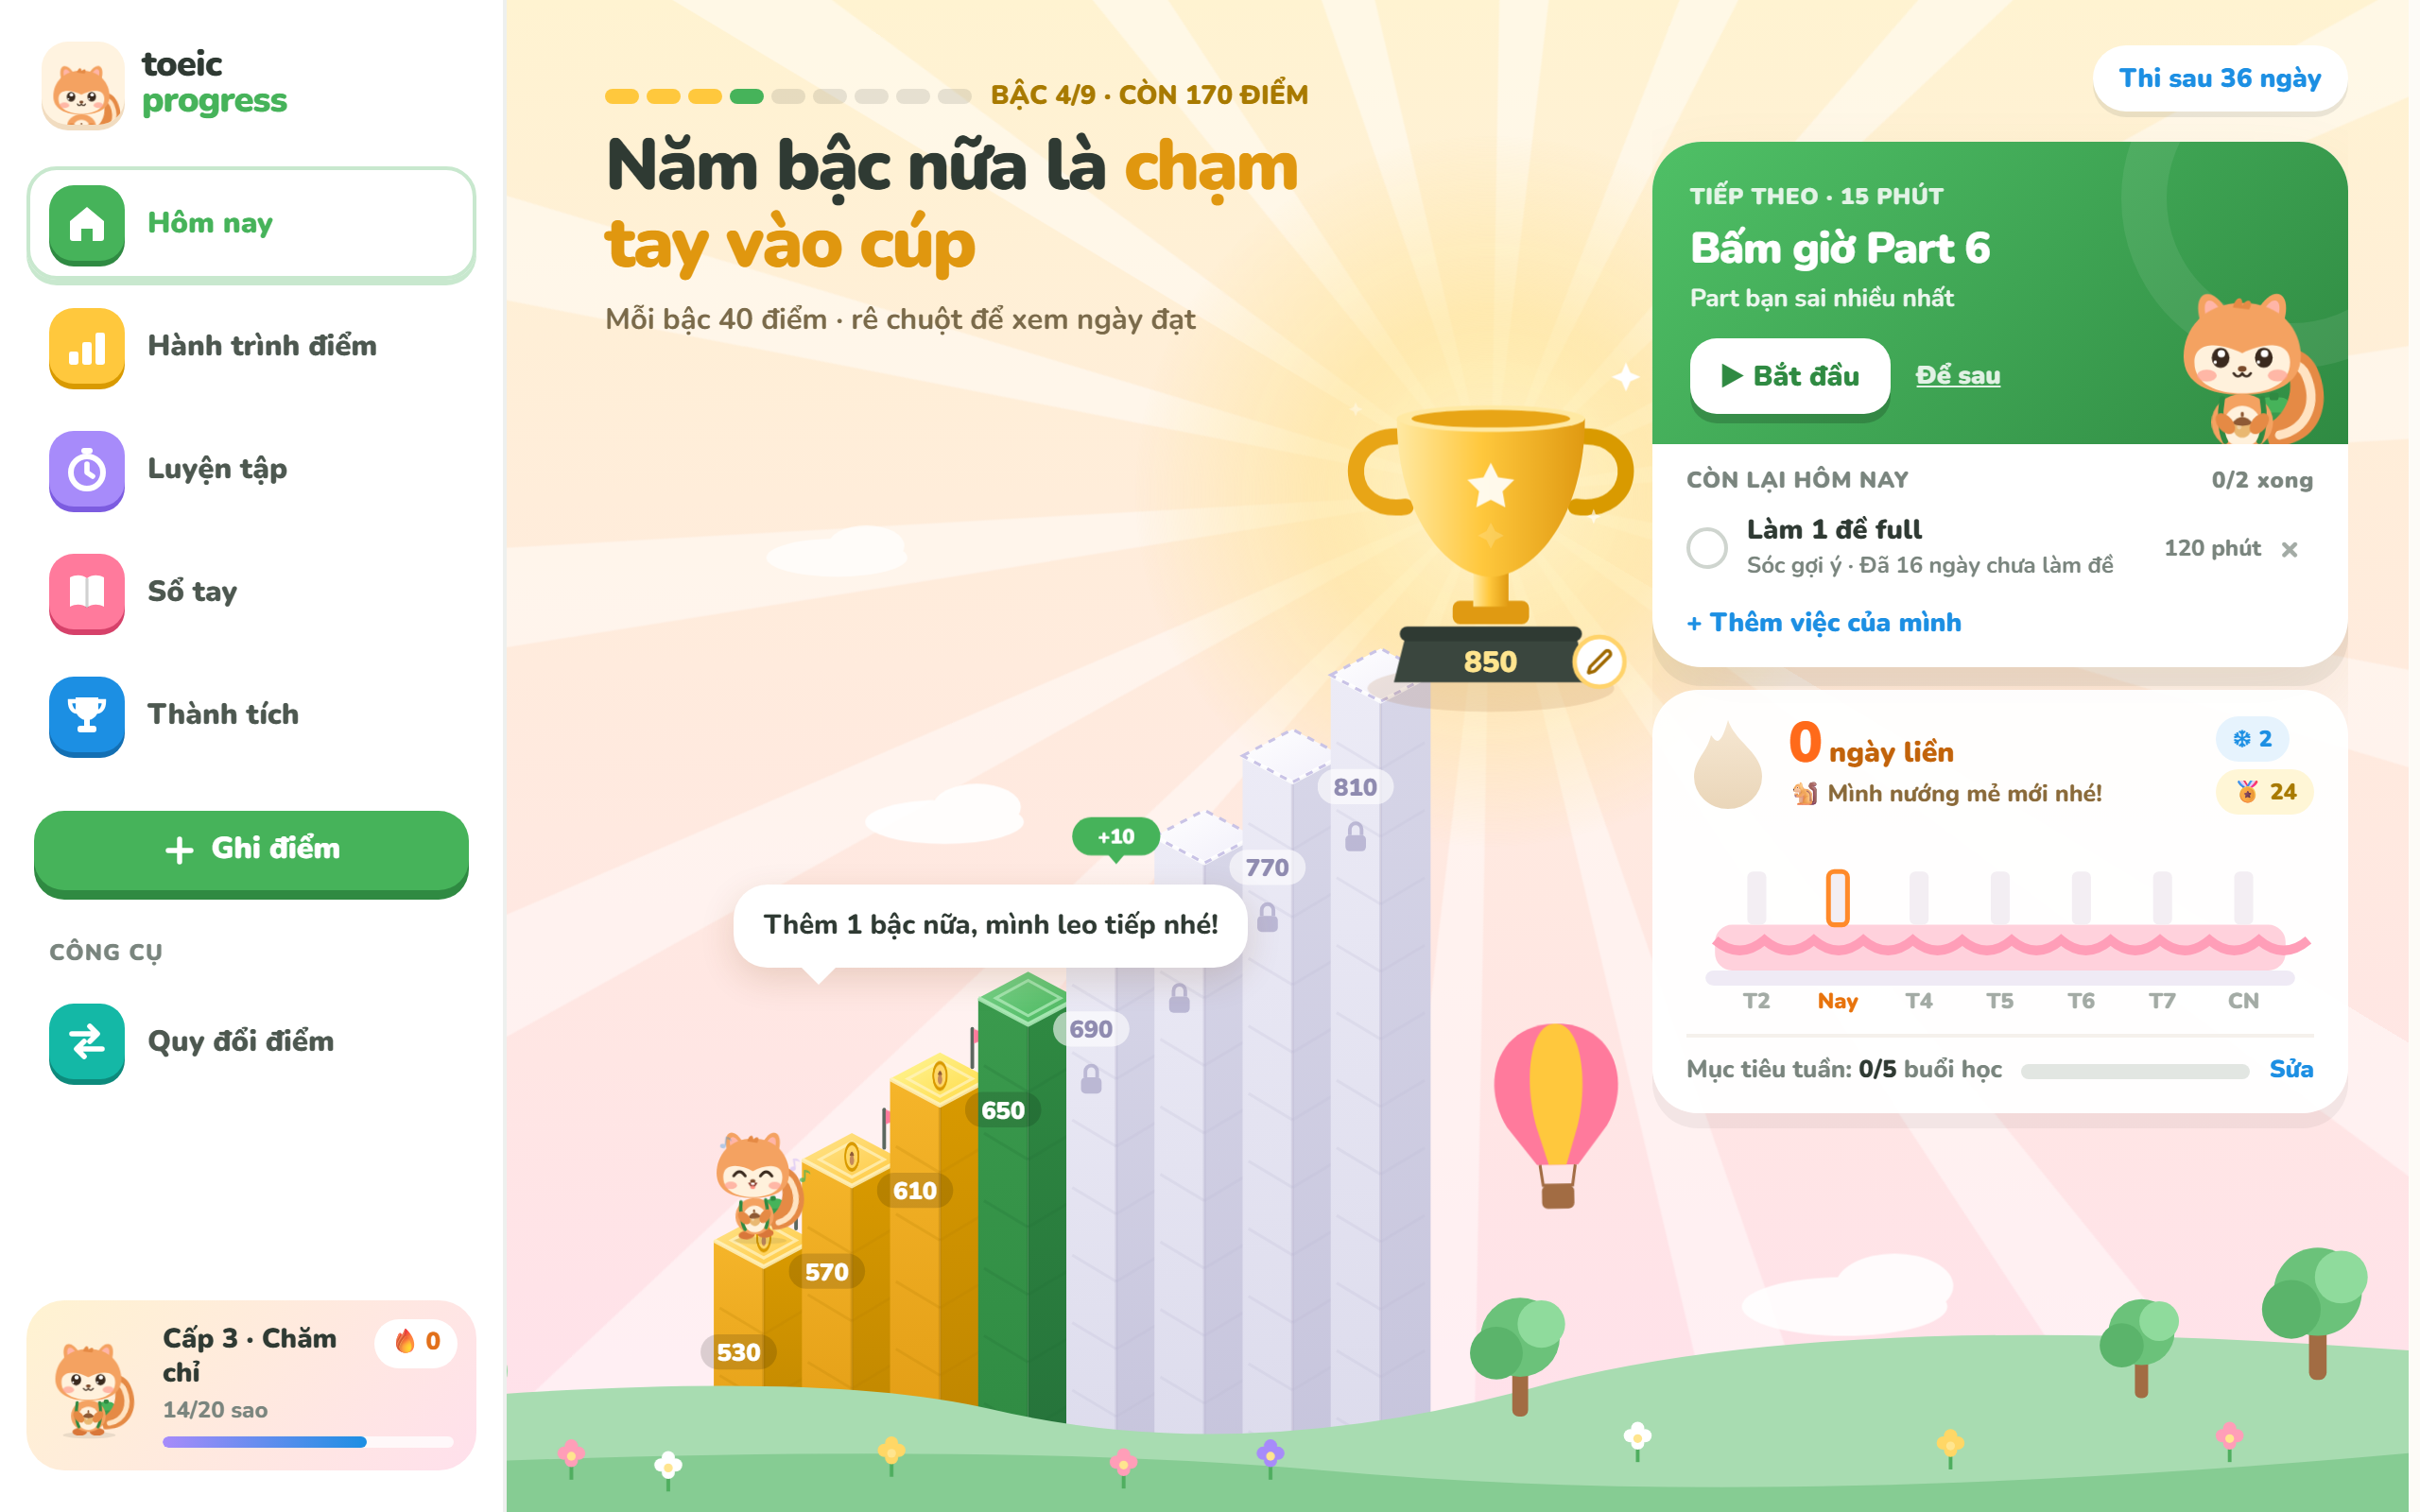 toeic
progress
Hôm nay
Hành trình điểm
Luyện tập
Sổ tay
Thành tích
+ Ghi điểm
CÔNG CỤ
Quy đổi điểm
Cấp 3 · Chăm
chỉ
0
14/20 sao
BẬC 4/9 · CÒN 170 ĐIỂM
Năm bậc nữa là chạm
tay vào cúp
Mỗi bậc 40 điểm · rê chuột để xem ngày đạt
850
810
770
+10
Thêm 1 bậc nữa, mình leo tiếp nhé!
690
650
610
570
530
Thi sau 36 ngày
TIẾP THEO · 15 PHÚT
Bấm giờ Part 6
Part bạn sai nhiều nhất
Bắt đầu
Để sau
CÒN LẠI HÔM NAY
0/2 xong
Làm 1 đề full
Sóc gợi ý · Đã 16 ngày chưa làm đề
120 phút ×
+ Thêm việc của mình
0 ngày liền
2
🐿️ Mình nướng mẻ mới nhé!
24
T2 Nay T4 T5 T6 T7 CN
Mục tiêu tuần: 0/5 buổi học
Sửa